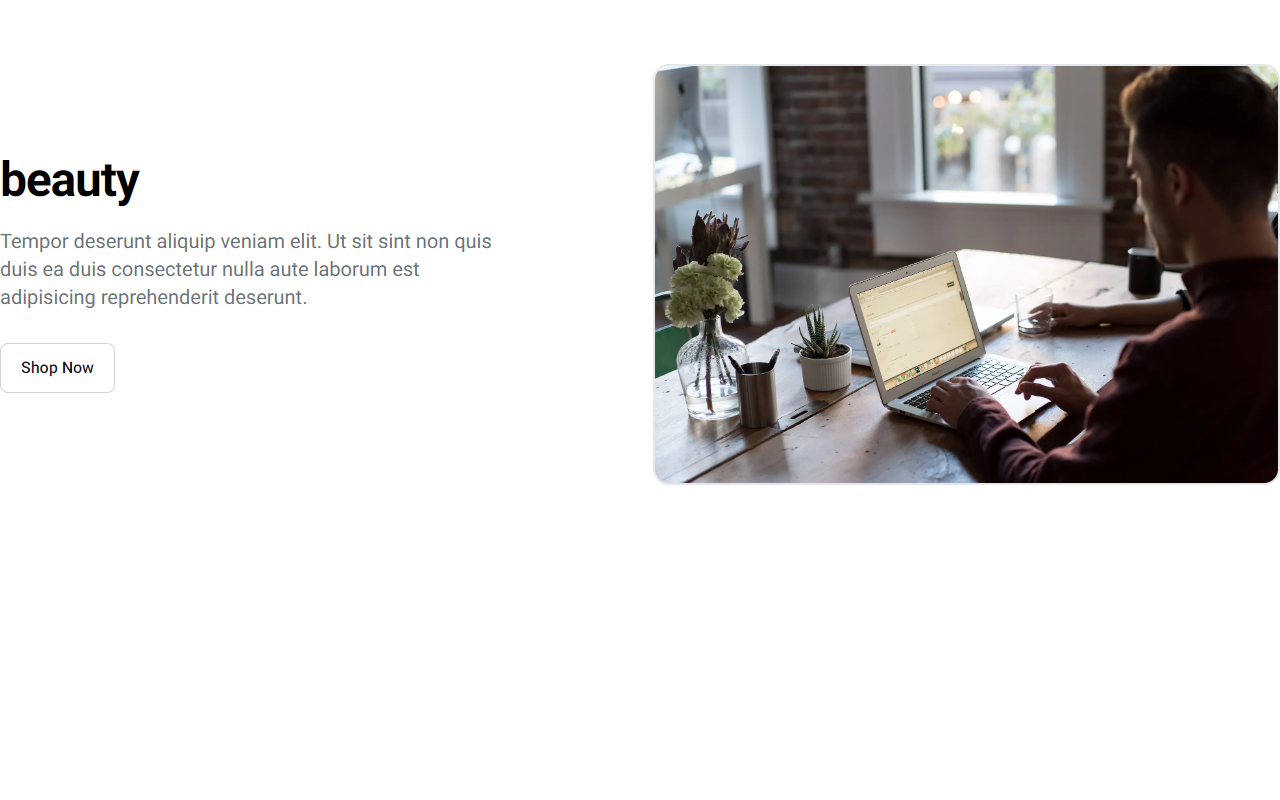 beauty
Tempor deserunt aliquip veniam elit. Ut sit sint non quis
duis ea duis consectetur nulla aute laborum est
adipisicing reprehenderit deserunt.
Shop Now